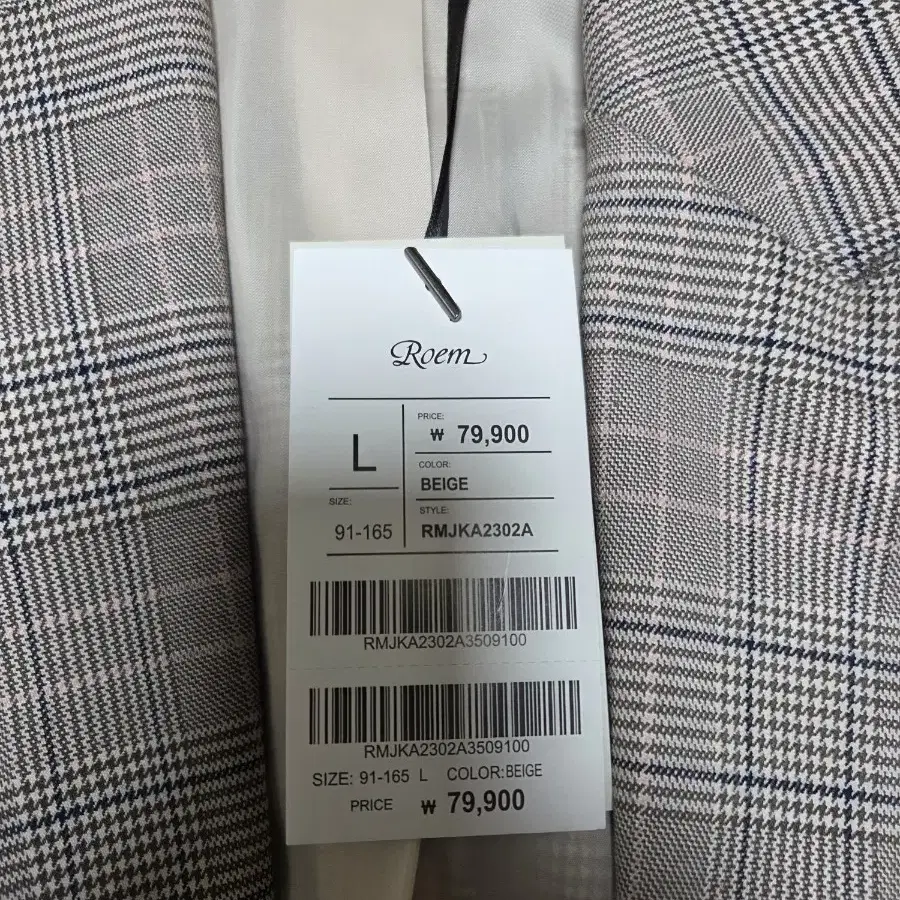 Roem
L
SIZE:
91-165
PRICE:
₩ 79,900
COLOR:
BEIGE
STYLE:
RMJKA2302A
RMJKA2302A3509100
RMJKA2302A3509100
SIZE: 91-165 L COLOR:BEIGE
PRICE ₩ 79,900